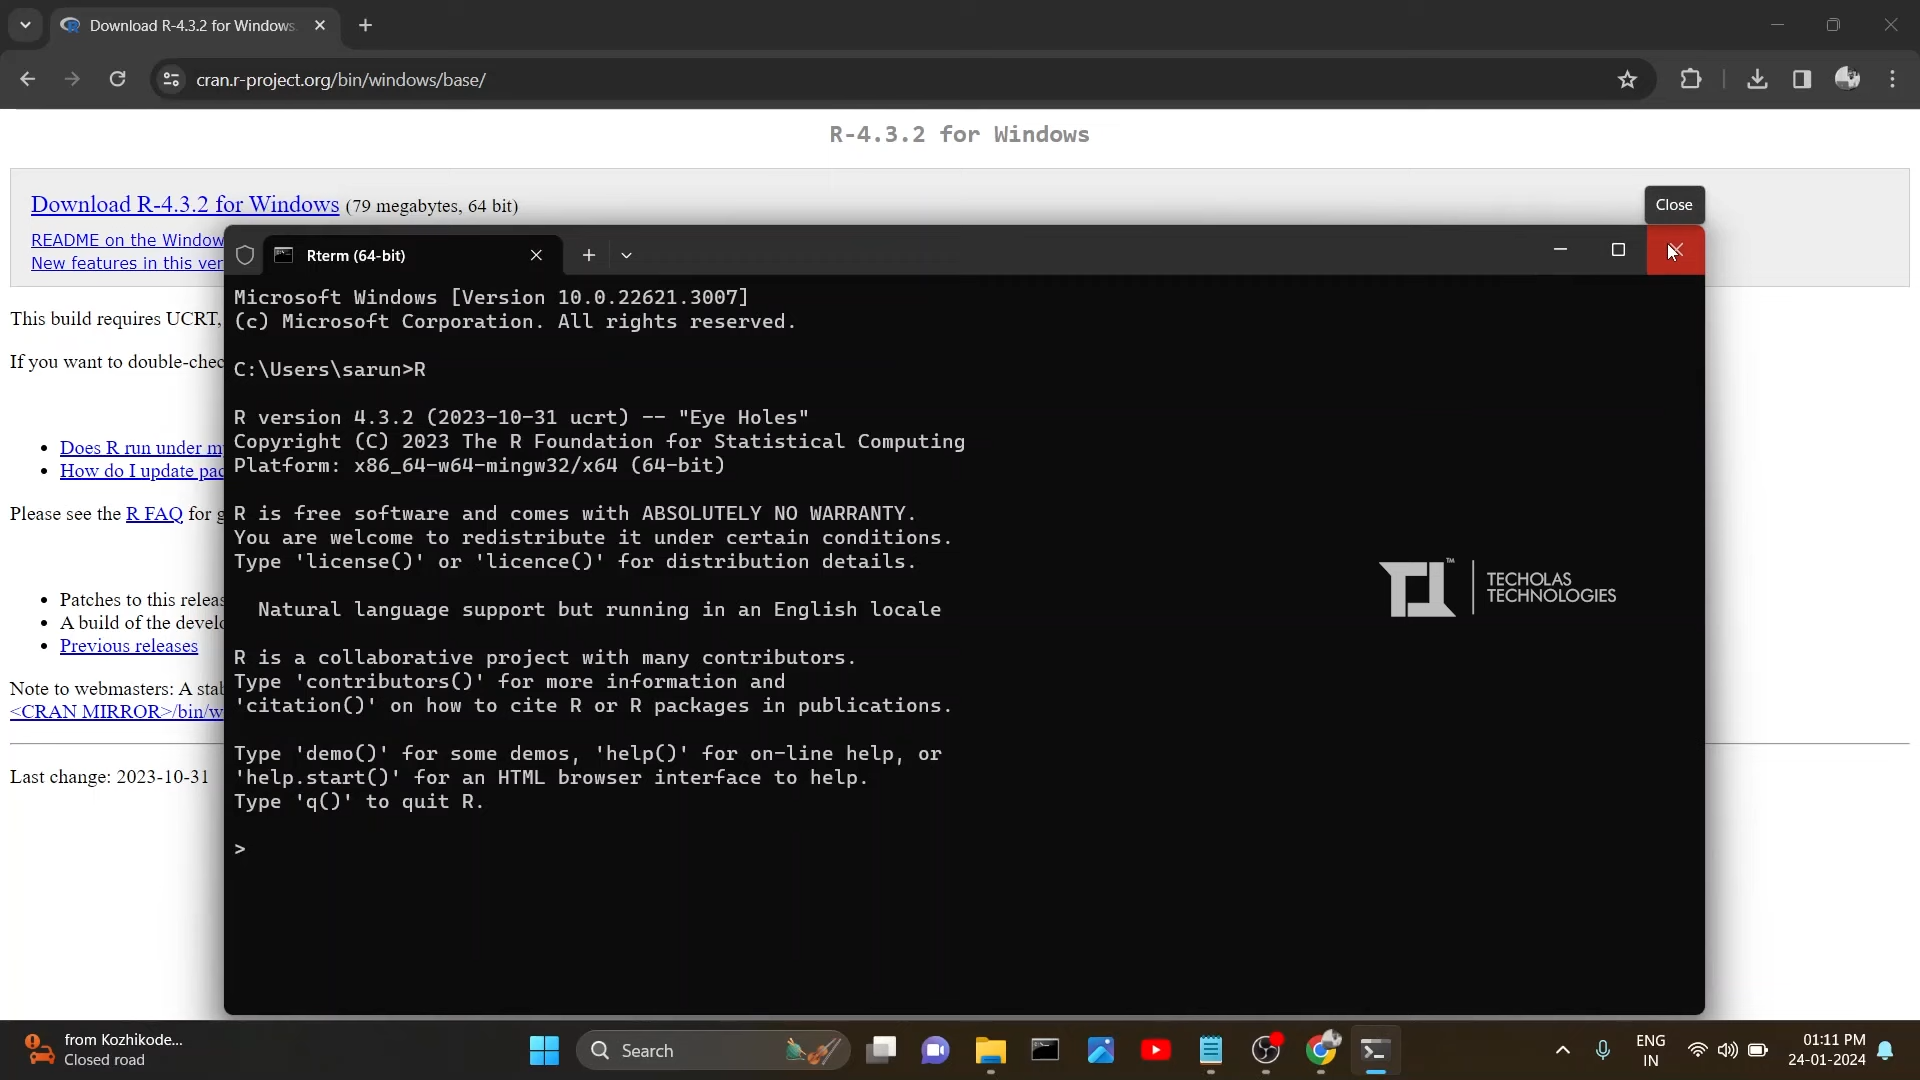 Download R-4.3.2 for Windows.
cran.r-project.org/bin/windows/base/
R-4.3.2 for Windows
Download R-4.3.2 for Windows (79 megabytes, 64 bit)
README on the Window
New features in this ver
Close
This build requires UCRT,
If you want to double-chec
Does R run under m
How do I update pac
Please see the R FAQ for g
Patches to this releas
A build of the develo
Previous releases
Note to webmasters: A stab
<CRAN MIRROR>/bin/w
Last change: 2023-10-31
Rterm (64-bit)
Microsoft Windows [Version 10.0.22621.3007]
(c) Microsoft Corporation. All rights reserved.
C:\Users\sarun>R
R version 4.3.2 (2023-10-31 ucrt) -- "Eye Holes"
Copyright (C) 2023 The R Foundation for Statistical Computing
Platform: x86_64-w64-mingw32/x64 (64-bit)
R is free software and comes with ABSOLUTELY NO WARRANTY.
You are welcome to redistribute it under certain conditions.
Type 'license()' or 'licence()' for distribution details.
Natural language support but running in an English locale
R is a collaborative project with many contributors.
Type 'contributors()' for more information and
'citation()' on how to cite R or R packages in publications.
Type 'demo()' for some demos, 'help()' for on-line help, or
'help.start()' for an HTML browser interface to help.
Type 'q()' to quit R.
>
TECHOLAS
TECHNOLOGIES
from Kozhikode...
Closed road
Search
ENG
IN
01:11 PM
24-01-2024